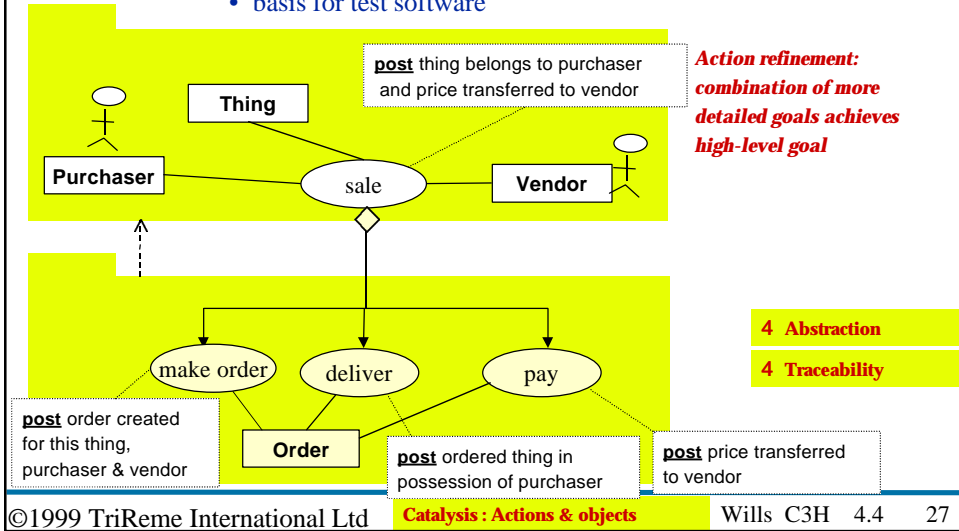 • basis for test software
post thing belongs to purchaser
and price transferred to vendor
Action refinement:
combination of more
detailed goals achieves
high-level goal
Thing
Purchaser
sale
Vendor
4 Abstraction
4 Traceability
make order
deliver
pay
post order created
for this thing,
purchaser & vendor
Order
post ordered thing in
possession of purchaser
post price transferred
to vendor
©1999 TriReme International Ltd
Catalysis : Actions & objects
Wills C3H 4.4 27